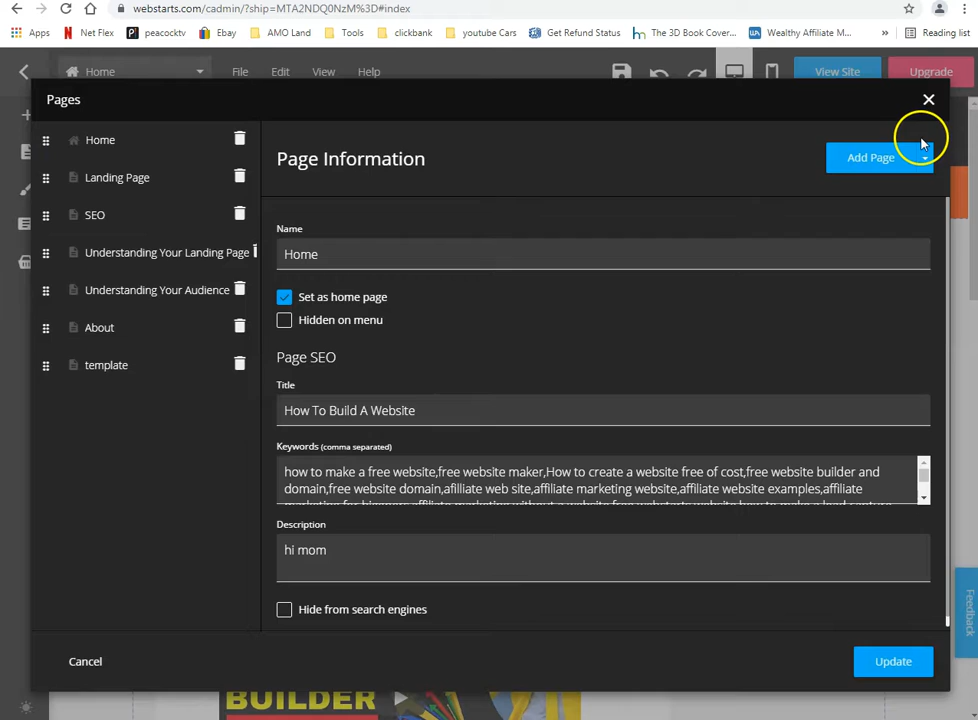 webstarts.com/cadmin/?ship=MTA2NDQ0NzM%3D#index
Apps Net Flex peacocktv Ebay AMO Land Tools clickbank youtube Cars Get Refund Status The 3D Book Cover... Wealthy Affiliate M... » Reading list
Home File Edit View Help View Site Upgrade
Pages
Home
Landing Page
SEO
Understanding Your Landing Page
Understanding Your Audience
About
template
Page Information
Add Page
Name
Home
Set as home page
Hidden on menu
Page SEO
Title
How To Build A Website
Keywords (comma separated)
how to make a free website,free website maker,How to create a website free of cost,free website builder and
domain,free website domain,afilliate web site,affiliate marketing website,affiliate website examples,affiliate
Description
hi mom
Hide from search engines
Cancel
Update
Feedback
BUILDER